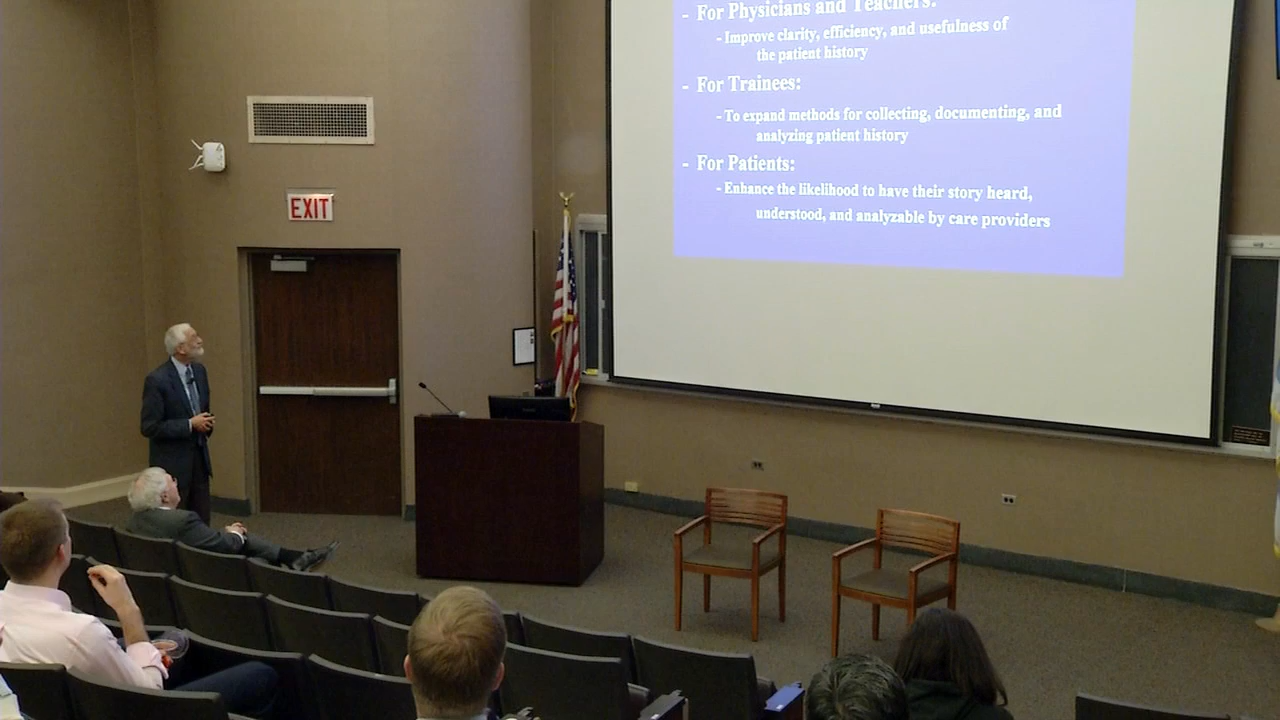 - For Physicians and Teachers:
- Improve clarity, efficiency, and usefulness of
the patient history
- For Trainees:
- To expand methods for collecting, documenting, and
analyzing patient history
- For Patients:
- Enhance the likelihood to have their story heard,
understood, and analyzable by care providers
EXIT